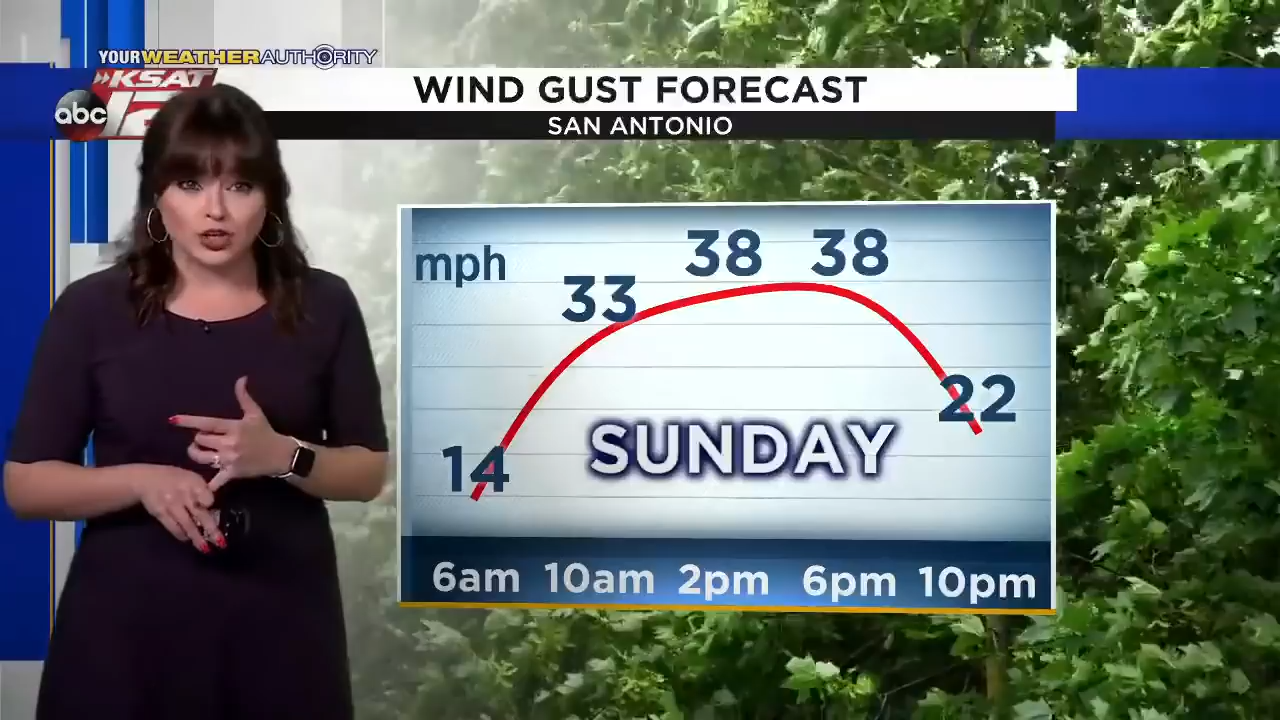 YOUR WEATHER AUTHORITY
KSAT
abc 12
WIND GUST FORECAST
SAN ANTONIO
mph
14
33
38
38
22
SUNDAY
6am 10am 2pm 6pm 10pm